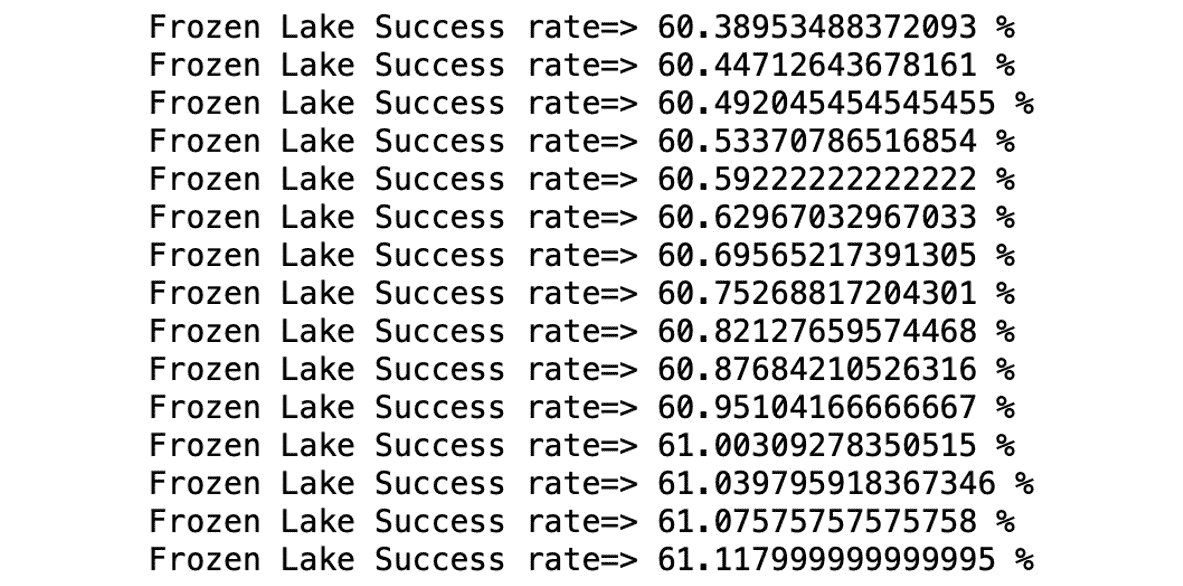 Frozen Lake Success rate=> 60.38953488372093 %
Frozen Lake Success rate=> 60.44712643678161 %
Frozen Lake Success rate=> 60.492045454545455 %
Frozen Lake Success rate=> 60.53370786516854 %
Frozen Lake Success rate=> 60.59222222222222 %
Frozen Lake Success rate=> 60.62967032967033 %
Frozen Lake Success rate=> 60.69565217391305 %
Frozen Lake Success rate=> 60.75268817204301 %
Frozen Lake Success rate=> 60.82127659574468 %
Frozen Lake Success rate=> 60.87684210526316 %
Frozen Lake Success rate=> 60.95104166666667 %
Frozen Lake Success rate=> 61.00309278350515 %
Frozen Lake Success rate=> 61.039795918367346 %
Frozen Lake Success rate=> 61.07575757575758 %
Frozen Lake Success rate=> 61.117999999999995 %